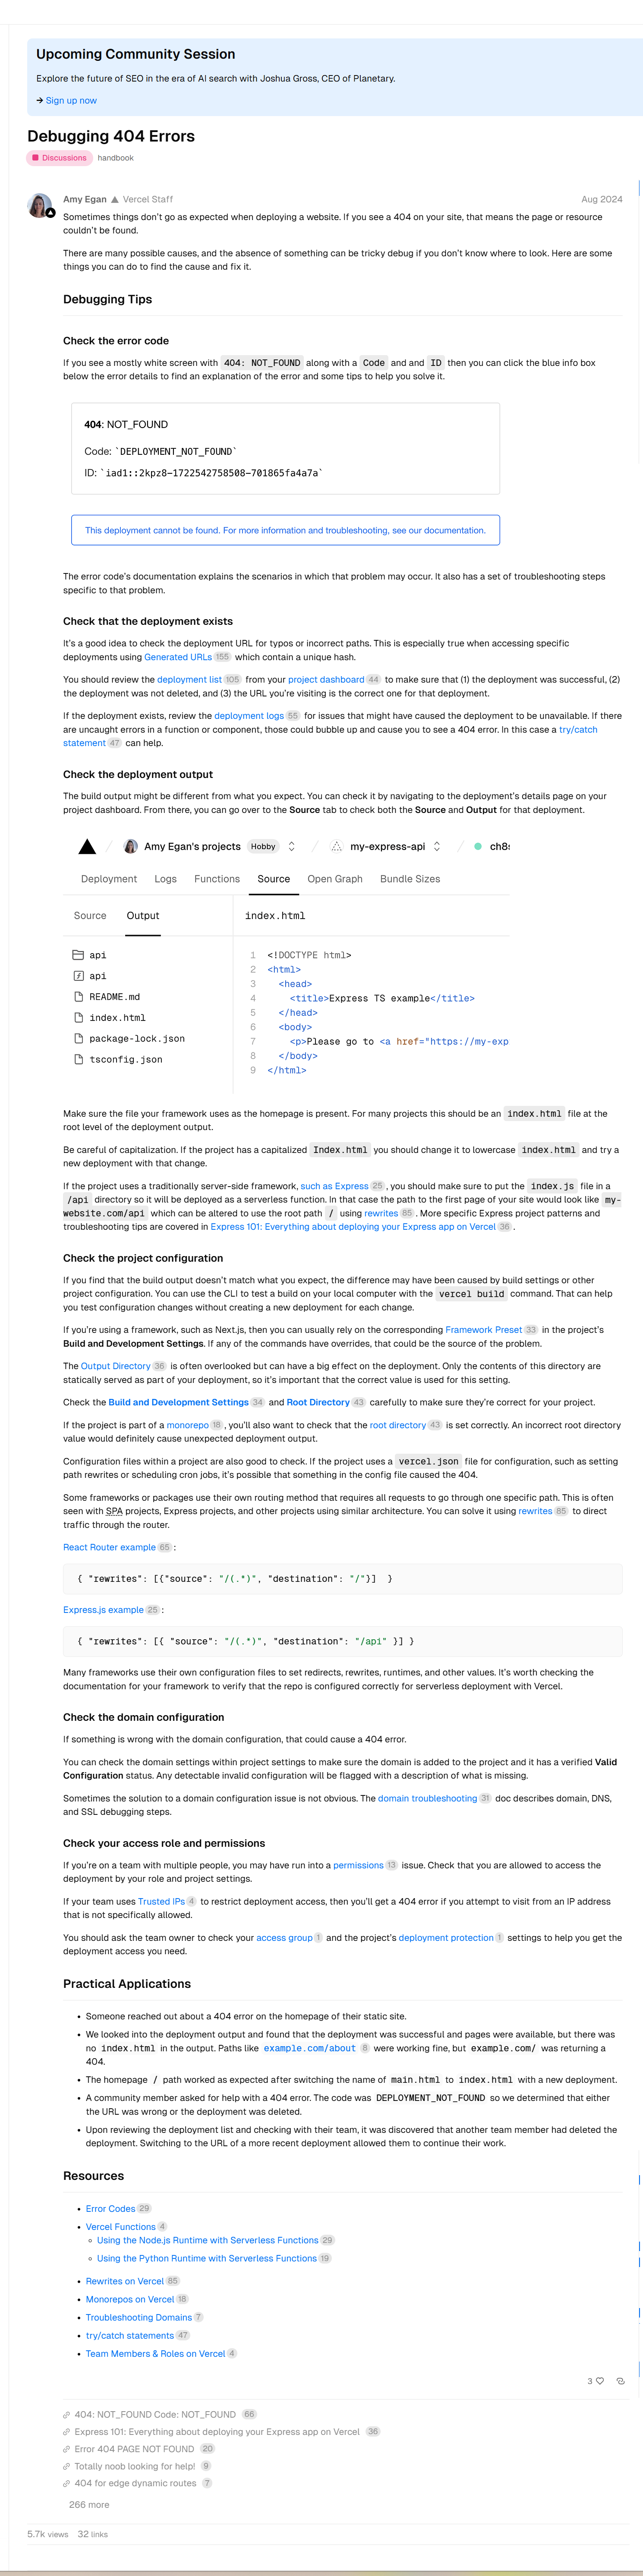 Upcoming Community Session
Explore the future of SEO in the era of AI search with Joshua Gross, CEO of Planetary.
→ Sign up now
Debugging 404 Errors
Discussions handbook
Amy Egan Vercel Staff Aug 2024
Sometimes things don't go as expected when deploying a website. If you see a 404 on your site, that means the page or resource
couldn't be found.
There are many possible causes, and the absence of something can be tricky debug if you don't know where to look. Here are some
things you can do to find the cause and fix it.
Debugging Tips
Check the error code
If you see a mostly white screen with 404: NOT_FOUND along with a Code and and ID then you can click the blue info box
below the error details to find an explanation of the error and some tips to help you solve it.
404: NOT_FOUND
Code: `DEPLOYMENT_NOT_FOUND`
ID: `iad1::2kpz8-1722542758508-701865fa4a7a`
This deployment cannot be found. For more information and troubleshooting, see our documentation.
The error code's documentation explains the scenarios in which that problem may occur. It also has a set of troubleshooting steps
specific to that problem.
Check that the deployment exists
It's a good idea to check the deployment URL for typos or incorrect paths. This is especially true when accessing specific
deployments using Generated URLs 155 which contain a unique hash.
You should review the deployment list 105 from your project dashboard 44 to make sure that (1) the deployment was successful, (2)
the deployment was not deleted, and (3) the URL you're visiting is the correct one for that deployment.
If the deployment exists, review the deployment logs 55 for issues that might have caused the deployment to be unavailable. If there
are uncaught errors in a function or component, those could bubble up and cause you to see a 404 error. In this case a try/catch
statement 47 can help.
Check the deployment output
The build output might be different from what you expect. You can check it by navigating to the deployment's details page on your
project dashboard. From there, you can go over to the Source tab to check both the Source and Output for that deployment.
Amy Egan's projects Hobby my-express-api ch8s
Deployment Logs Functions Source Open Graph Bundle Sizes
Source Output index.html
api
api
README.md
index.html
package-lock.json
tsconfig.json
1 <!DOCTYPE html>
2 <html>
3 <head>
4 <title>Express TS example</title>
5 </head>
6 <body>
7 <p>Please go to <a href="https://my-exp
8 </body>
9 </html>
Make sure the file your framework uses as the homepage is present. For many projects this should be an index.html file at the
root level of the deployment output.
Be careful of capitalization. If the project has a capitalized Index.html you should change it to lowercase index.html and try a
new deployment with that change.
If the project uses a traditionally server-side framework, such as Express 25 , you should make sure to put the index.js file in a
/api directory so it will be deployed as a serverless function. In that case the path to the first page of your site would look like my-
website.com/api which can be altered to use the root path / using rewrites 85 . More specific Express project patterns and
troubleshooting tips are covered in Express 101: Everything about deploying your Express app on Vercel 36 .
Check the project configuration
If you find that the build output doesn't match what you expect, the difference may have been caused by build settings or other
project configuration. You can use the CLI to test a build on your local computer with the vercel build command. That can help
you test configuration changes without creating a new deployment for each change.
If you're using a framework, such as Next.js, then you can usually rely on the corresponding Framework Preset 33 in the project's
Build and Development Settings. If any of the commands have overrides, that could be the source of the problem.
The Output Directory 36 is often overlooked but can have a big effect on the deployment. Only the contents of this directory are
statically served as part of your deployment, so it's important that the correct value is used for this setting.
Check the Build and Development Settings 34 and Root Directory 43 carefully to make sure they're correct for your project.
If the project is part of a monorepo 18 , you'll also want to check that the root directory 43 is set correctly. An incorrect root directory
value would definitely cause unexpected deployment output.
Configuration files within a project are also good to check. If the project uses a vercel.json file for configuration, such as setting
path rewrites or scheduling cron jobs, it's possible that something in the config file caused the 404.
Some frameworks or packages use their own routing method that requires all requests to go through one specific path. This is often
seen with SPA projects, Express projects, and other projects using similar architecture. You can solve it using rewrites 85 to direct
traffic through the router.
React Router example 65 :
{ "rewrites": [{"source": "/(.*)", "destination": "/"}] }
Express.js example 25 :
{ "rewrites": [{ "source": "/(.*)", "destination": "/api" }] }
Many frameworks use their own configuration files to set redirects, rewrites, runtimes, and other values. It's worth checking the
documentation for your framework to verify that the repo is configured correctly for serverless deployment with Vercel.
Check the domain configuration
If something is wrong with the domain configuration, that could cause a 404 error.
You can check the domain settings within project settings to make sure the domain is added to the project and it has a verified Valid
Configuration status. Any detectable invalid configuration will be flagged with a description of what is missing.
Sometimes the solution to a domain configuration issue is not obvious. The domain troubleshooting 31 doc describes domain, DNS,
and SSL debugging steps.
Check your access role and permissions
If you're on a team with multiple people, you may have run into a permissions 13 issue. Check that you are allowed to access the
deployment by your role and project settings.
If your team uses Trusted IPs 4 to restrict deployment access, then you'll get a 404 error if you attempt to visit from an IP address
that is not specifically allowed.
You should ask the team owner to check your access group 1 and the project's deployment protection 1 settings to help you get the
deployment access you need.
Practical Applications
• Someone reached out about a 404 error on the homepage of their static site.
• We looked into the deployment output and found that the deployment was successful and pages were available, but there was
no index.html in the output. Paths like example.com/about 8 were working fine, but example.com/ was returning a
404.
• The homepage / path worked as expected after switching the name of main.html to index.html with a new deployment.
• A community member asked for help with a 404 error. The code was DEPLOYMENT_NOT_FOUND so we determined that either
the URL was wrong or the deployment was deleted.
• Upon reviewing the deployment list and checking with their team, it was discovered that another team member had deleted the
deployment. Switching to the URL of a more recent deployment allowed them to continue their work.
Resources
• Error Codes 29
• Vercel Functions 4
Using the Node.js Runtime with Serverless Functions 29
Using the Python Runtime with Serverless Functions 19
• Rewrites on Vercel 85
• Monorepos on Vercel 18
• Troubleshooting Domains 7
• try/catch statements 47
• Team Members & Roles on Vercel 4
3
404: NOT_FOUND Code: NOT_FOUND 66
Express 101: Everything about deploying your Express app on Vercel 36
Error 404 PAGE NOT FOUND 20
Totally noob looking for help! 9
404 for edge dynamic routes 7
266 more
5.7k views 32 links